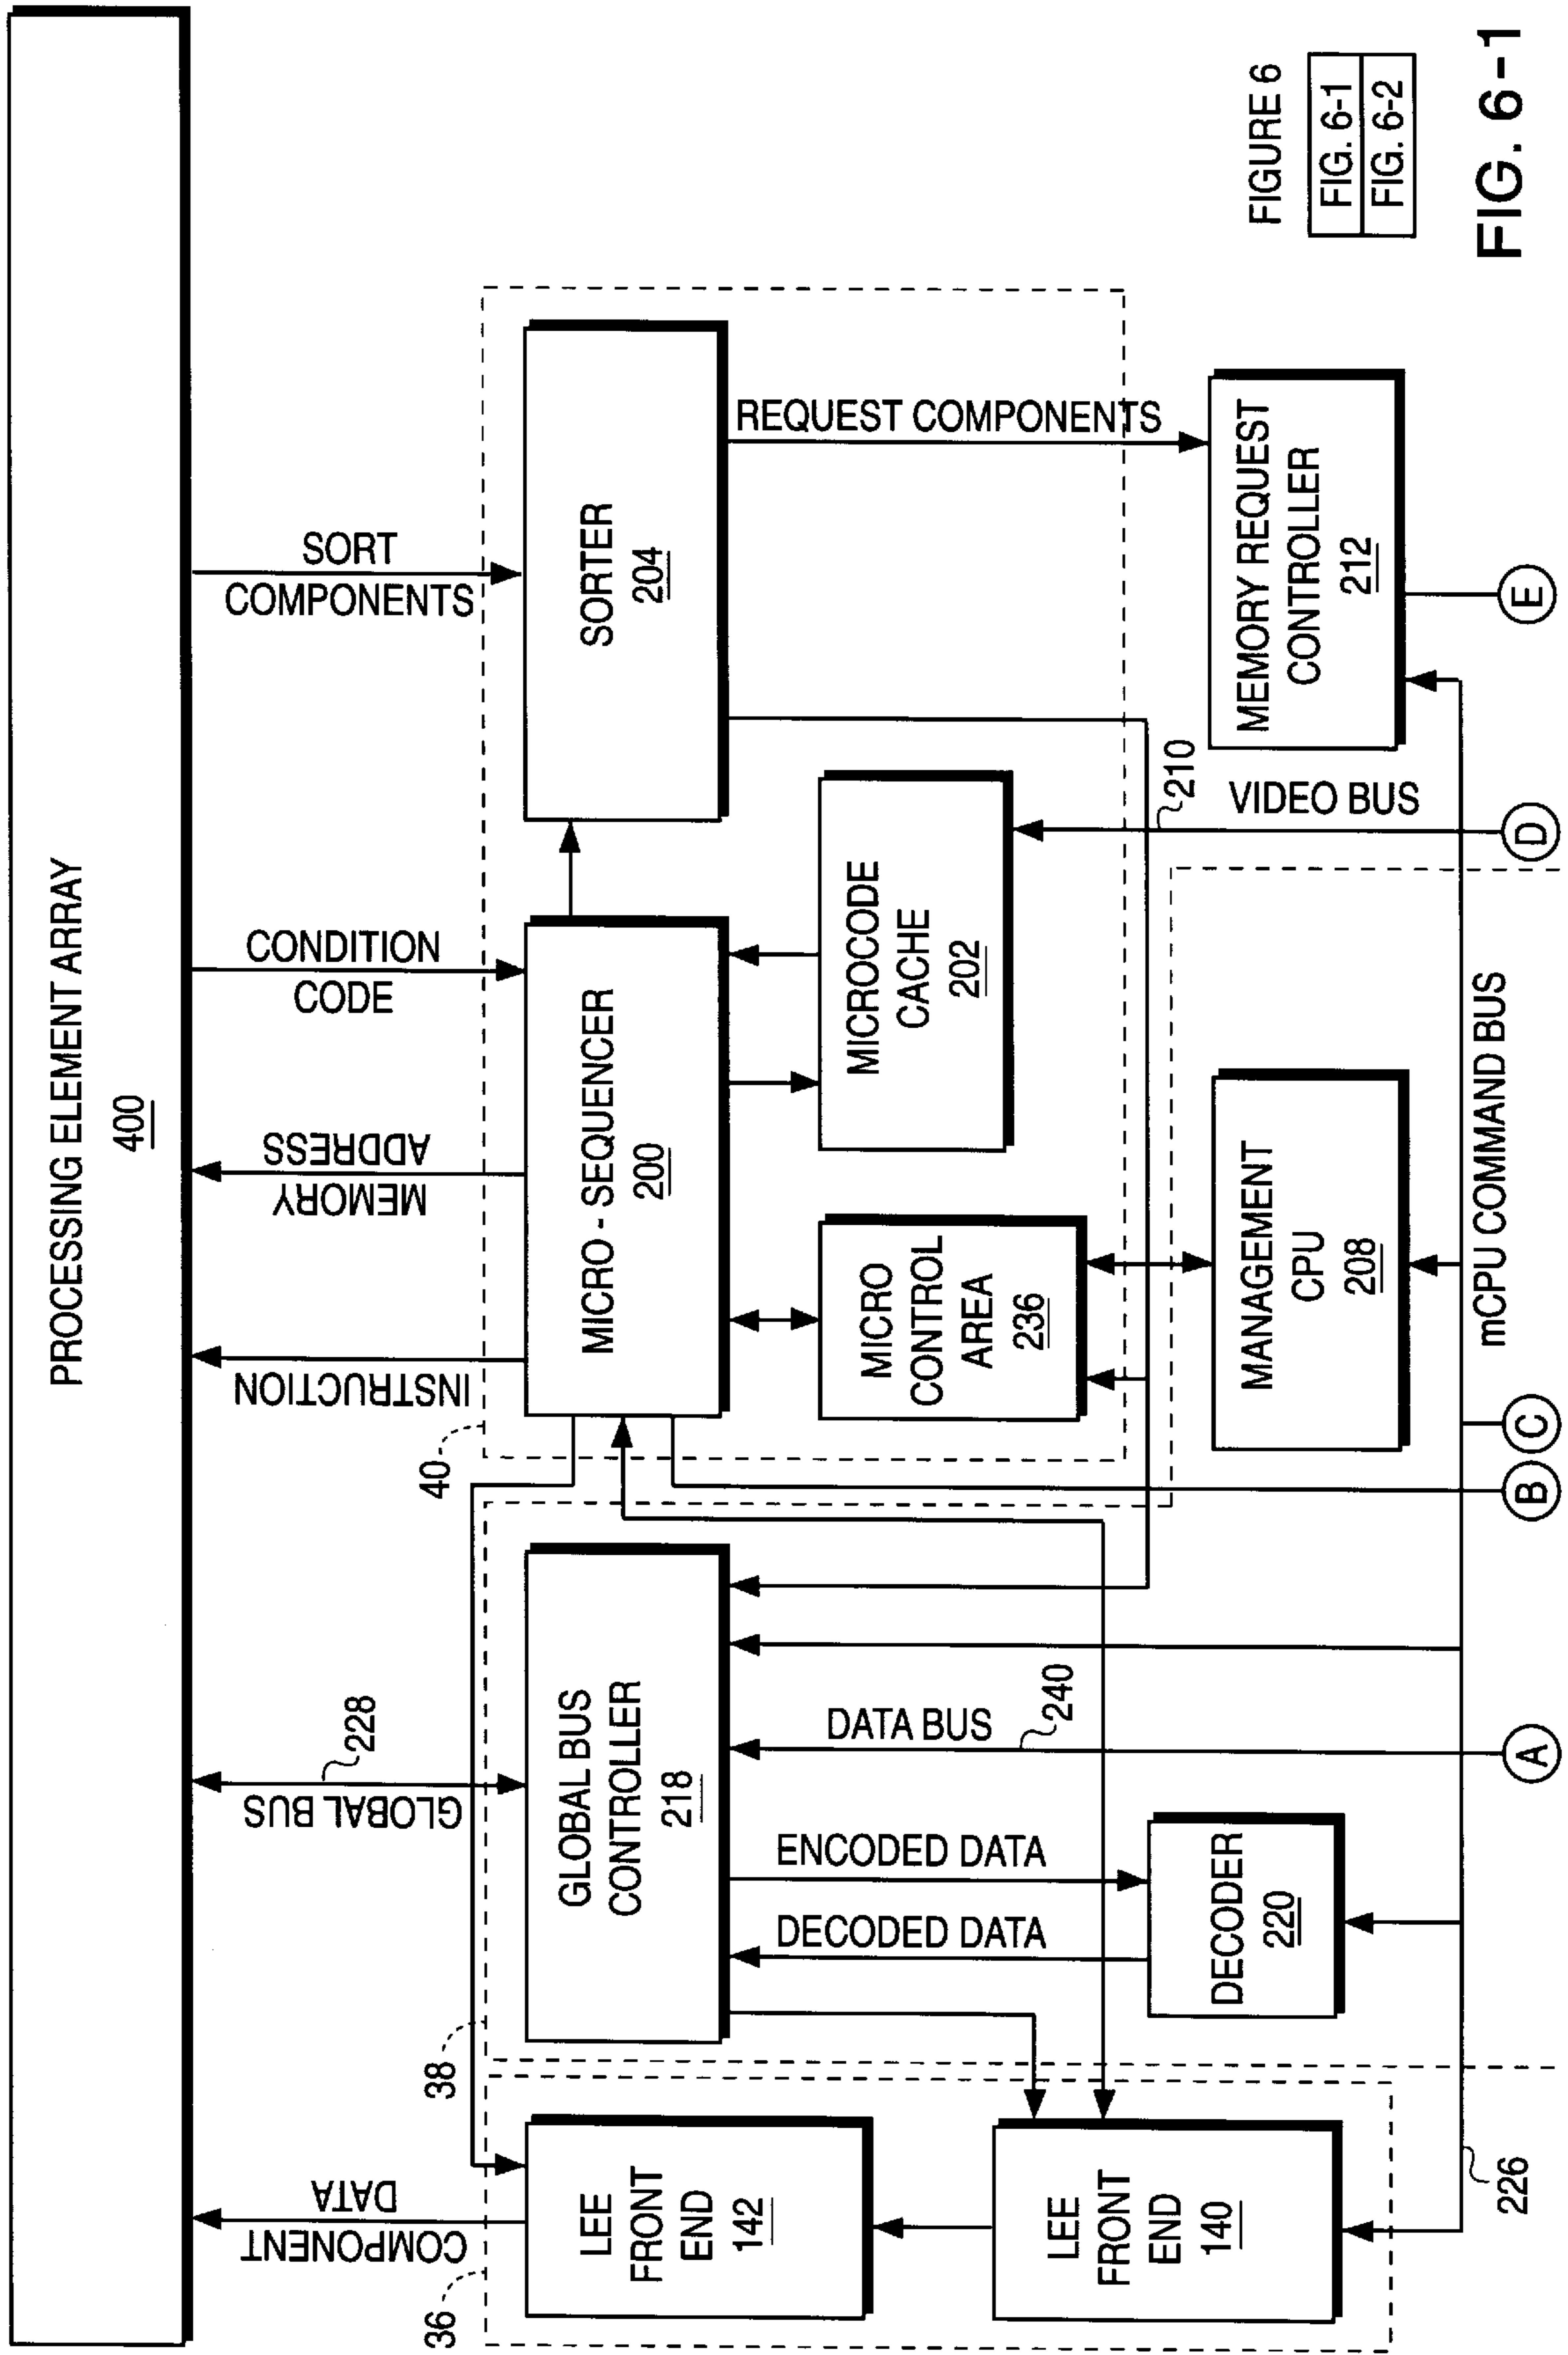 PROCESSING ELEMENT ARRAY
400
COMPONENT
DATA
GLOBAL BUS
228
INSTRUCTION
MEMORY
ADDRESS
CONDITION
CODE
SORT
COMPONENTS
36
38
40
LEE
FRONT
END
142
GLOBAL BUS
CONTROLLER
218
MICRO - SEQUENCER
200
SORTER
204
DECODED DATA
ENCODED DATA
DATA BUS
240
MICRO
CONTROL
AREA
236
MICROCODE
CACHE
202
REQUEST COMPONENTS
LEE
FRONT
END
140
DECODER
220
MANAGEMENT
CPU
208
210
VIDEO BUS
MEMORY REQUEST
CONTROLLER
212
226
mCPU COMMAND BUS
A
B
C
D
E
FIGURE 6
FIG. 6-1
FIG. 6-2
FIG. 6-1